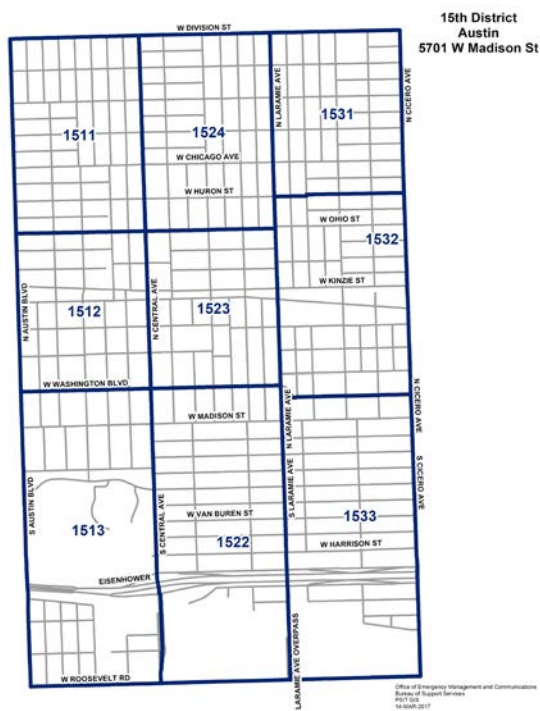 15th District
Austin
5701 W Madison St
W DIVISION ST
N LARAMIE AVE
N CICERO AVE
1511
1524
1531
W CHICAGO AVE
W HURON ST
W OHIO ST
1532
W KINZIE ST
N AUSTIN BLVD
1512
N CENTRAL AVE
1523
W WASHINGTON BLVD
W MADISON ST
N LARAMIE AVE
N CICERO AVE
S AUSTIN BLVD
S CENTRAL AVE
S LARAMIE AVE
S CICERO AVE
1513
W VAN BUREN ST
1522
1533
W HARRISON ST
EISENHOWER
LARAMIE AVE OVERPASS
W ROOSEVELT RD
Office of Emergency Management and Communications
Bureau of Support Services
PSIT GIS
14-MAR-2017